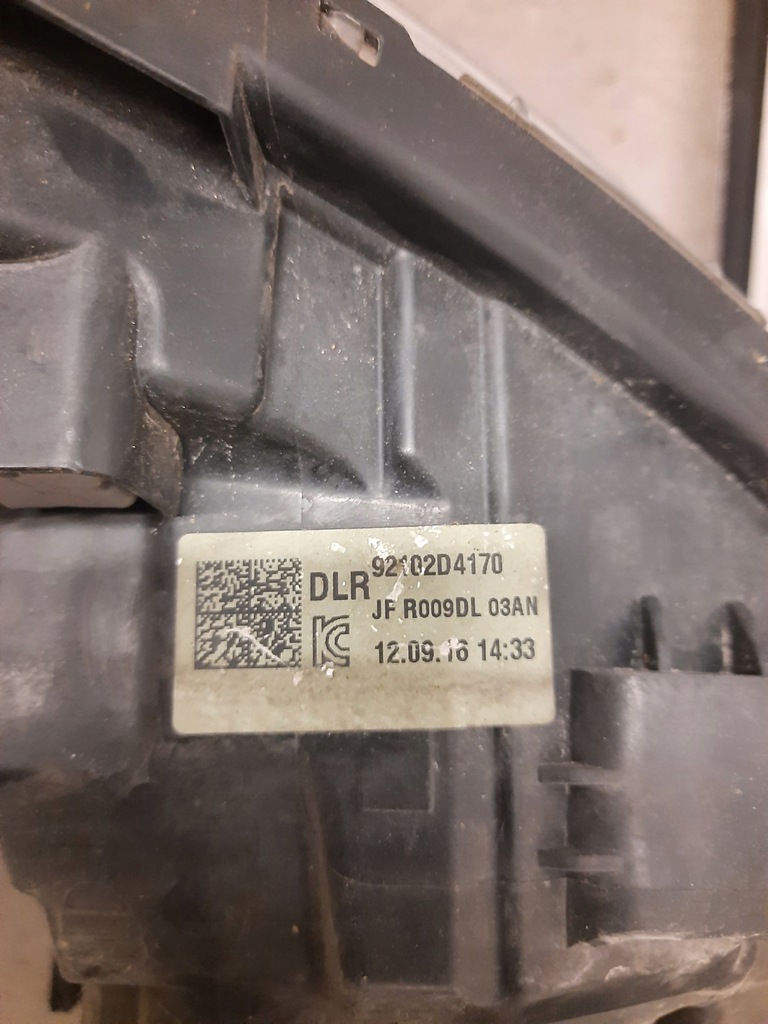 DLR 92102D4170
JF R009DL 03AN
12.09.16 14:33